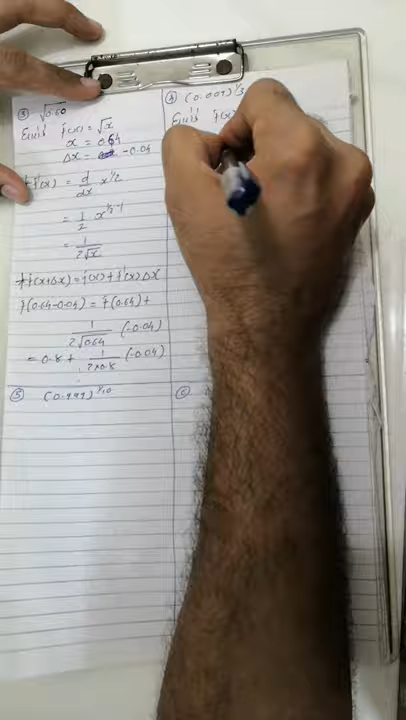 ③ √0.60
ધારો કે f(x) = √x
x = 0.64
Δx = -0.04
f'(x) = d/dx x^1/2
= 1/2 x^1/2-1
= 1/2√x
f(x+Δx) = f(x) + f'(x) Δx
f(0.64-0.04) = f(0.64) +
1/2√0.64 (-0.04)
= 0.8 + 1/2×0.8 (-0.04)
④ (0.009)^1/3
f(x)
⑤ (0.999)^1/10
⑥